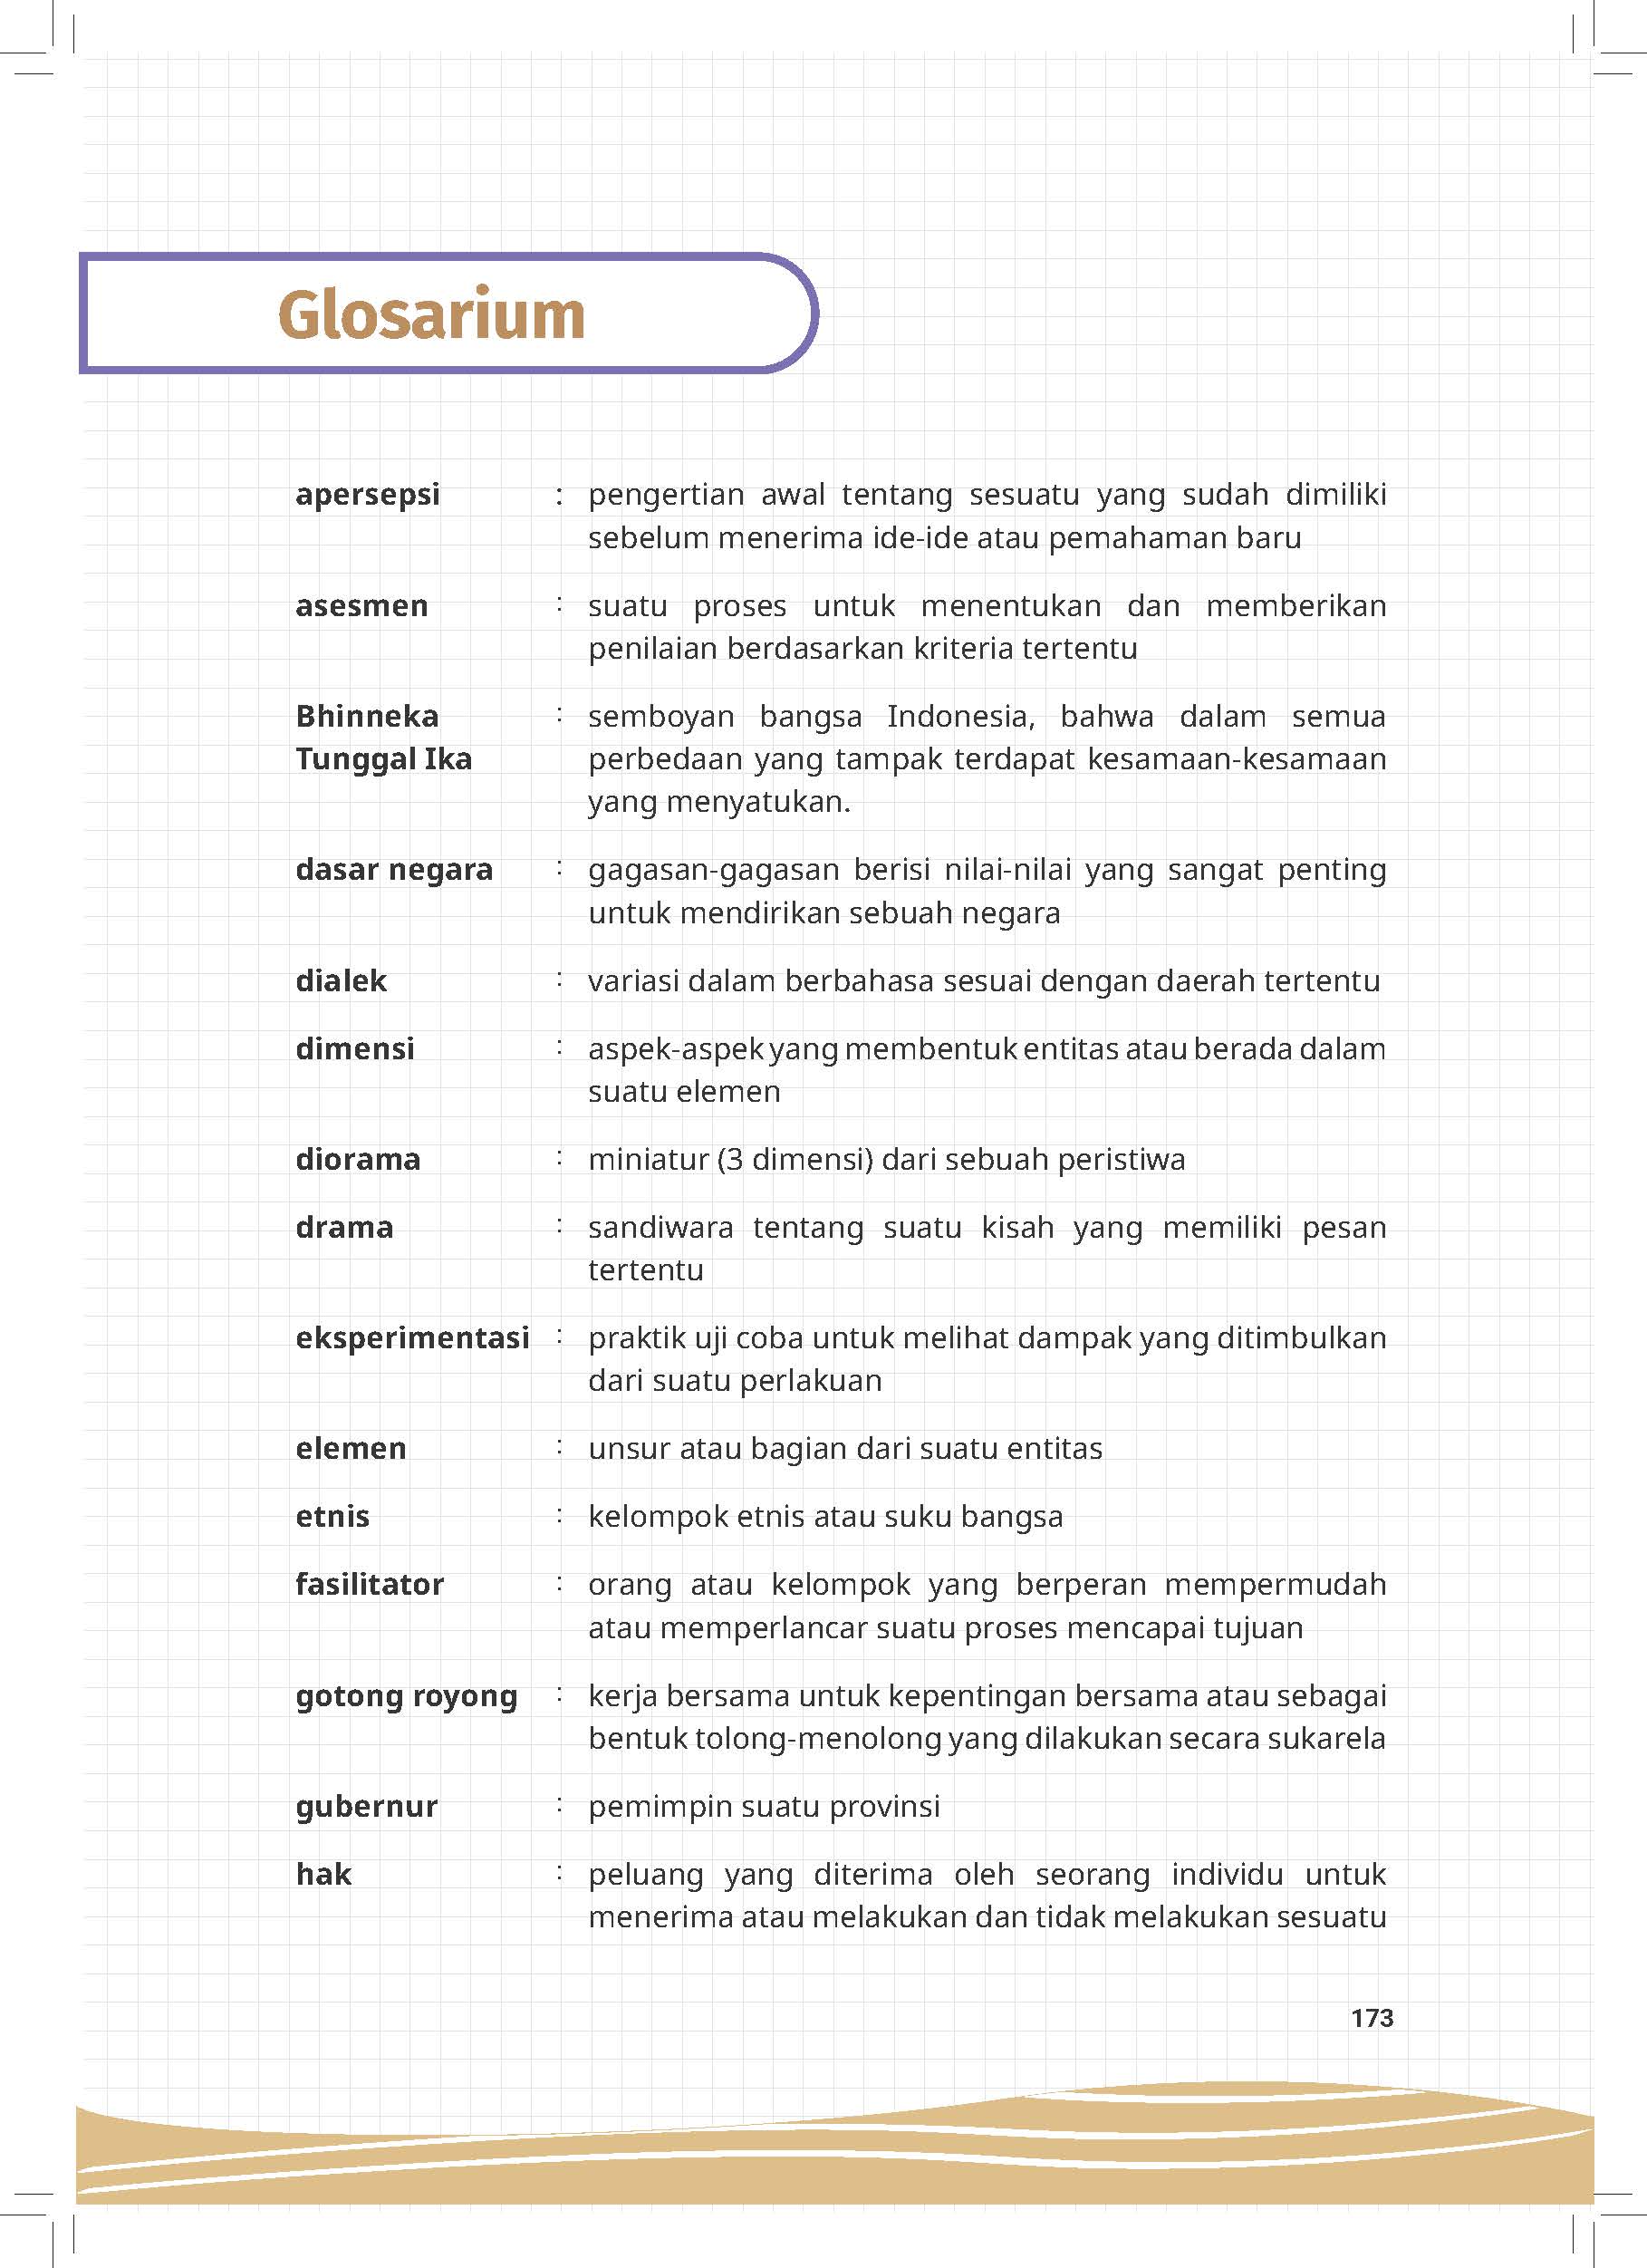 Glosarium
apersepsi : pengertian awal tentang sesuatu yang sudah dimiliki
sebelum menerima ide-ide atau pemahaman baru
asesmen : suatu proses untuk menentukan dan memberikan
penilaian berdasarkan kriteria tertentu
Bhinneka : semboyan bangsa Indonesia, bahwa dalam semua
Tunggal Ika perbedaan yang tampak terdapat kesamaan-kesamaan
yang menyatukan.
dasar negara : gagasan-gagasan berisi nilai-nilai yang sangat penting
untuk mendirikan sebuah negara
dialek : variasi dalam berbahasa sesuai dengan daerah tertentu
dimensi : aspek-aspek yang membentuk entitas atau berada dalam
suatu elemen
diorama : miniatur (3 dimensi) dari sebuah peristiwa
drama : sandiwara tentang suatu kisah yang memiliki pesan
tertentu
eksperimentasi : praktik uji coba untuk melihat dampak yang ditimbulkan
dari suatu perlakuan
elemen : unsur atau bagian dari suatu entitas
etnis : kelompok etnis atau suku bangsa
fasilitator : orang atau kelompok yang berperan mempermudah
atau memperlancar suatu proses mencapai tujuan
gotong royong : kerja bersama untuk kepentingan bersama atau sebagai
bentuk tolong-menolong yang dilakukan secara sukarela
gubernur : pemimpin suatu provinsi
hak : peluang yang diterima oleh seorang individu untuk
menerima atau melakukan dan tidak melakukan sesuatu
173